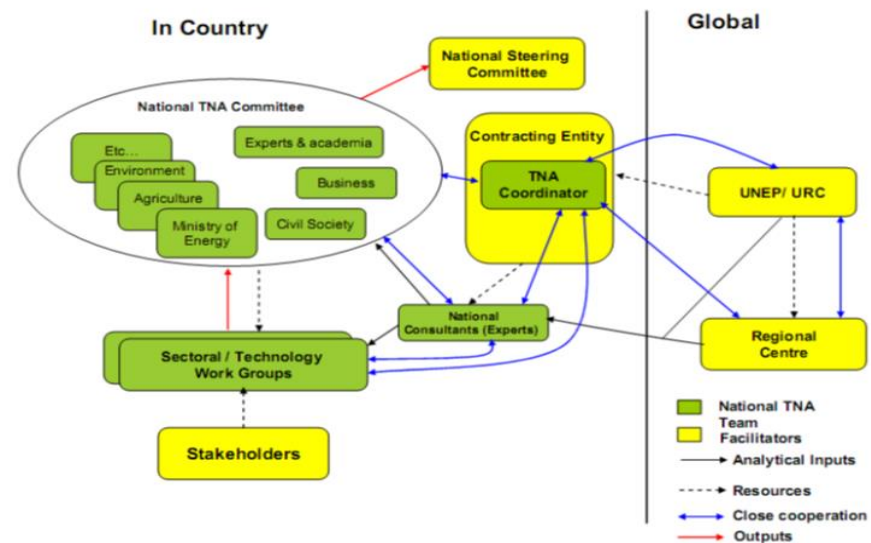 In Country
Global
National Steering
Committee
National TNA Committee
Etc...
Environment
Agriculture
Ministry of
Energy
Experts & academia
Business
Civil Society
Contracting Entity
TNA
Coordinator
UNEP/ URC
National
Consultants (Experts)
Regional
Centre
Sectoral / Technology
Work Groups
Stakeholders
National TNA
Team
Facilitators
Analytical Inputs
Resources
Close cooperation
Outputs